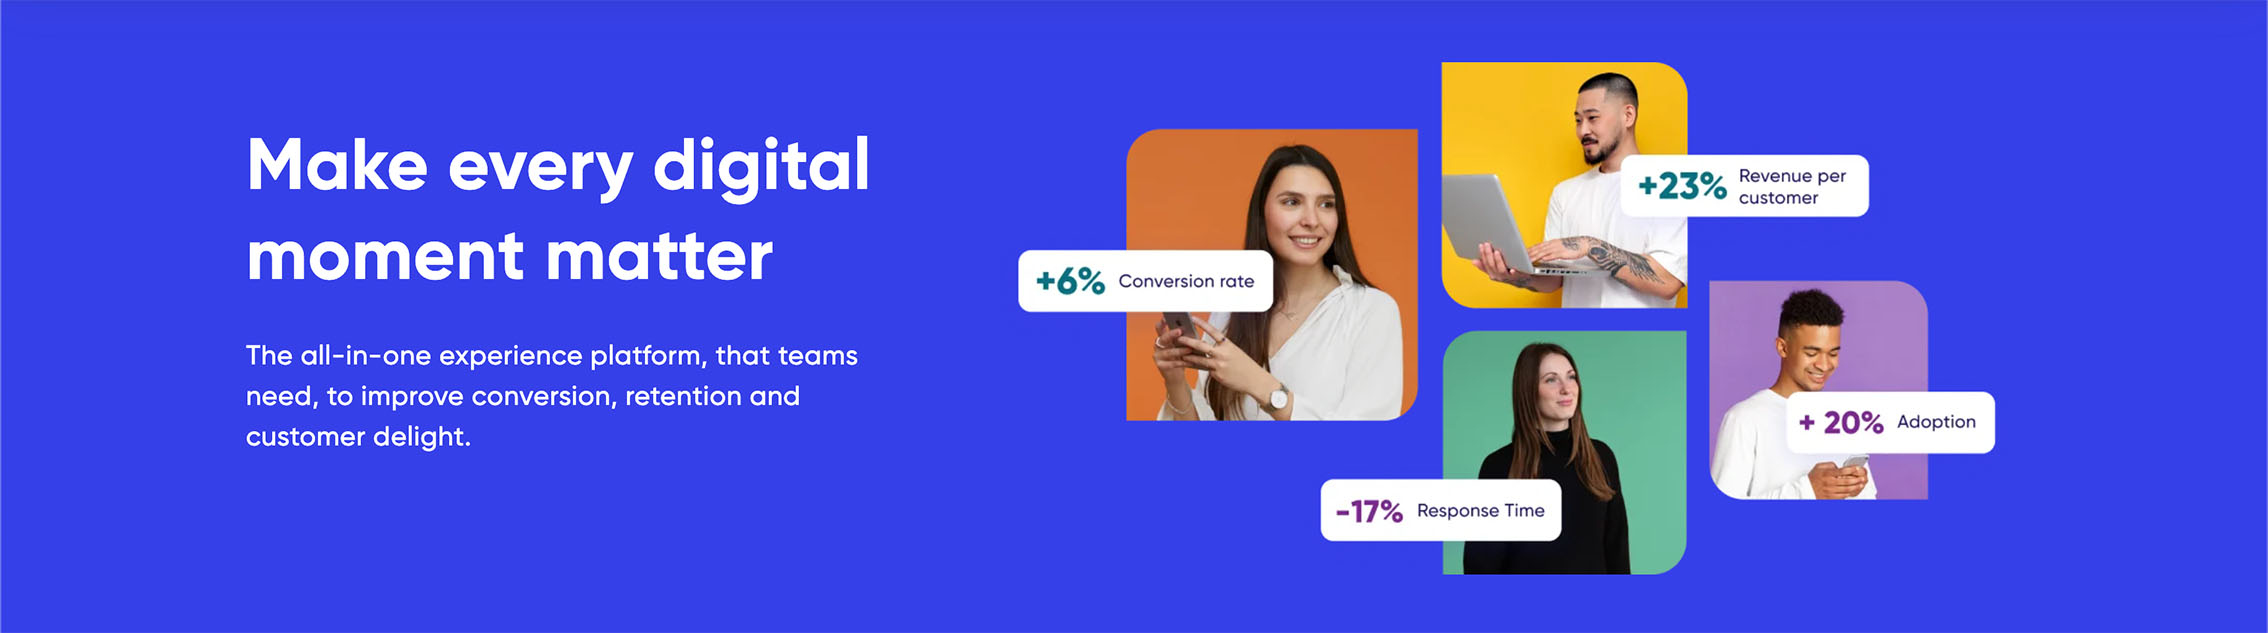 Make every digital
moment matter
The all-in-one experience platform, that teams
need, to improve conversion, retention and
customer delight.
+23% Revenue per
customer
+6% Conversion rate
+ 20% Adoption
-17% Response Time